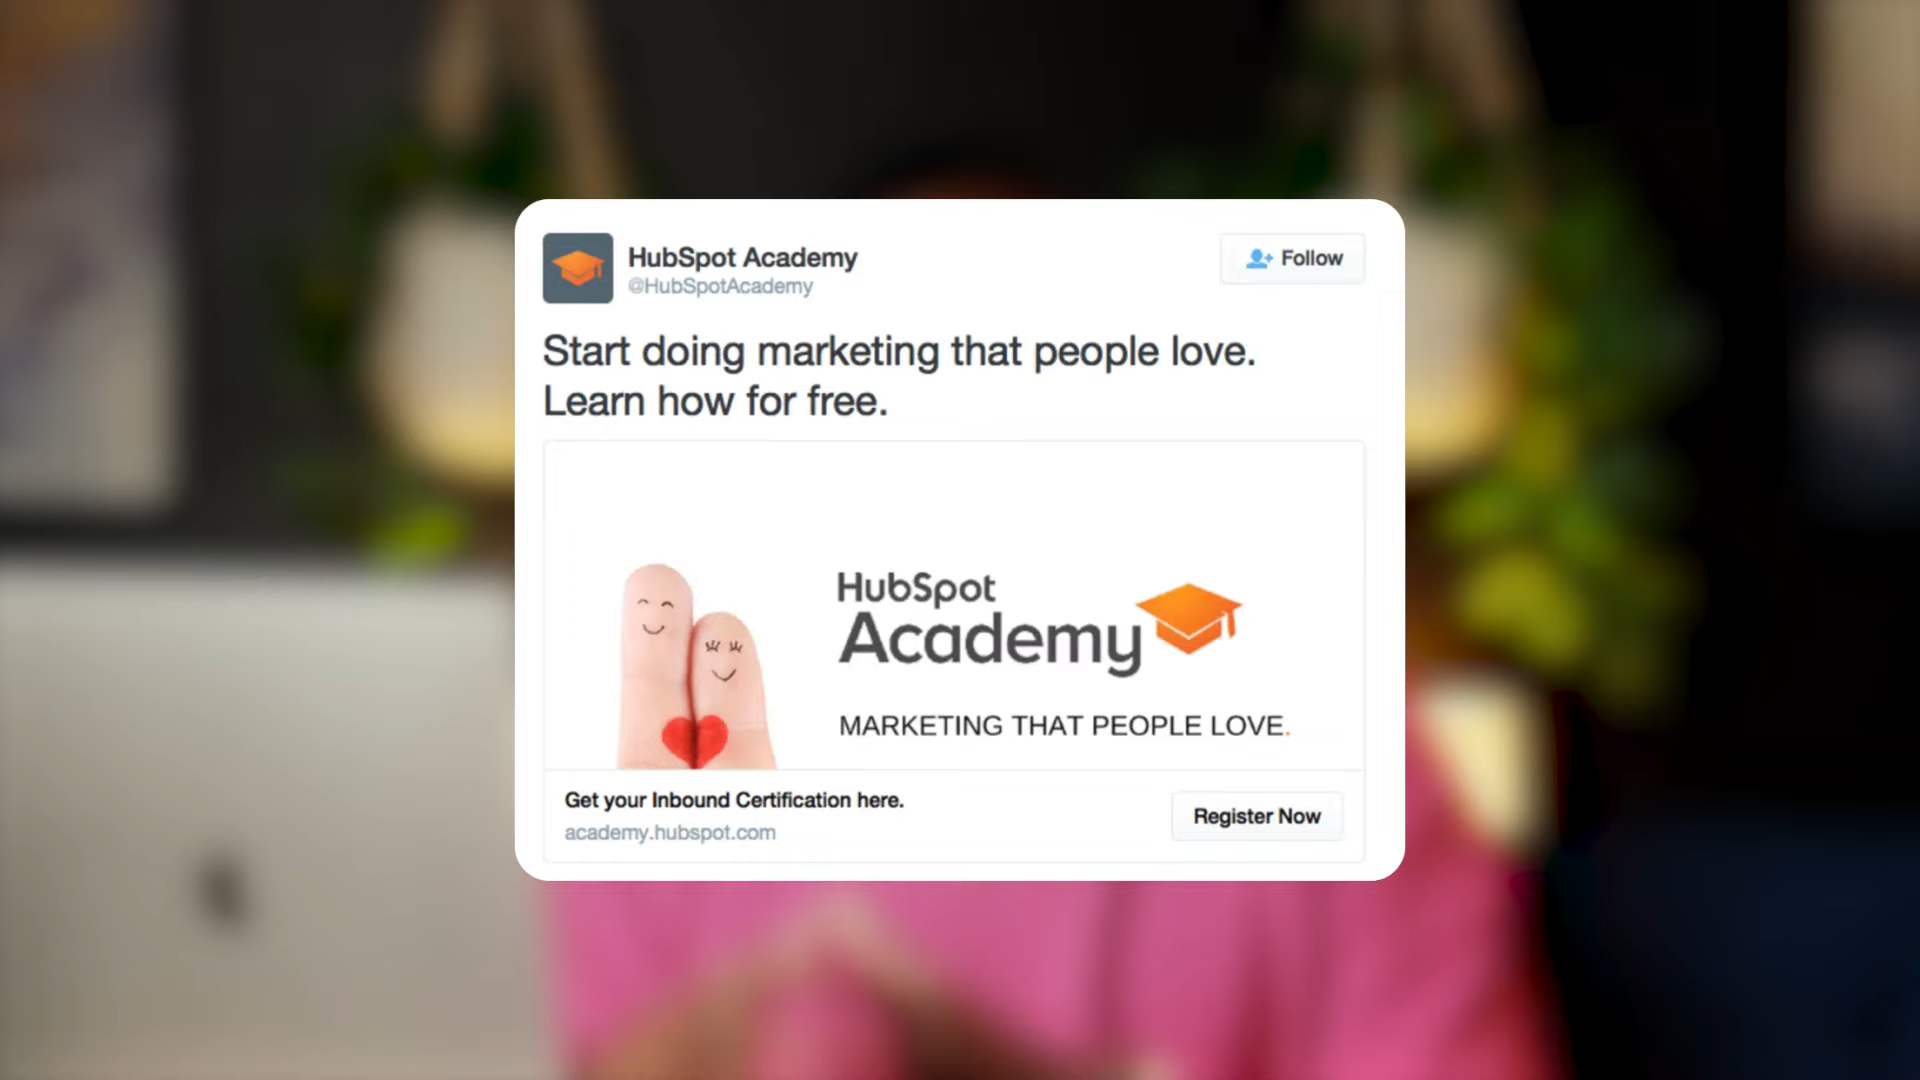 HubSpot Academy
@HubSpotAcademy
Follow
Start doing marketing that people love.
Learn how for free.
HubSpot
Academy
MARKETING THAT PEOPLE LOVE.
Get your Inbound Certification here.
academy.hubspot.com
Register Now